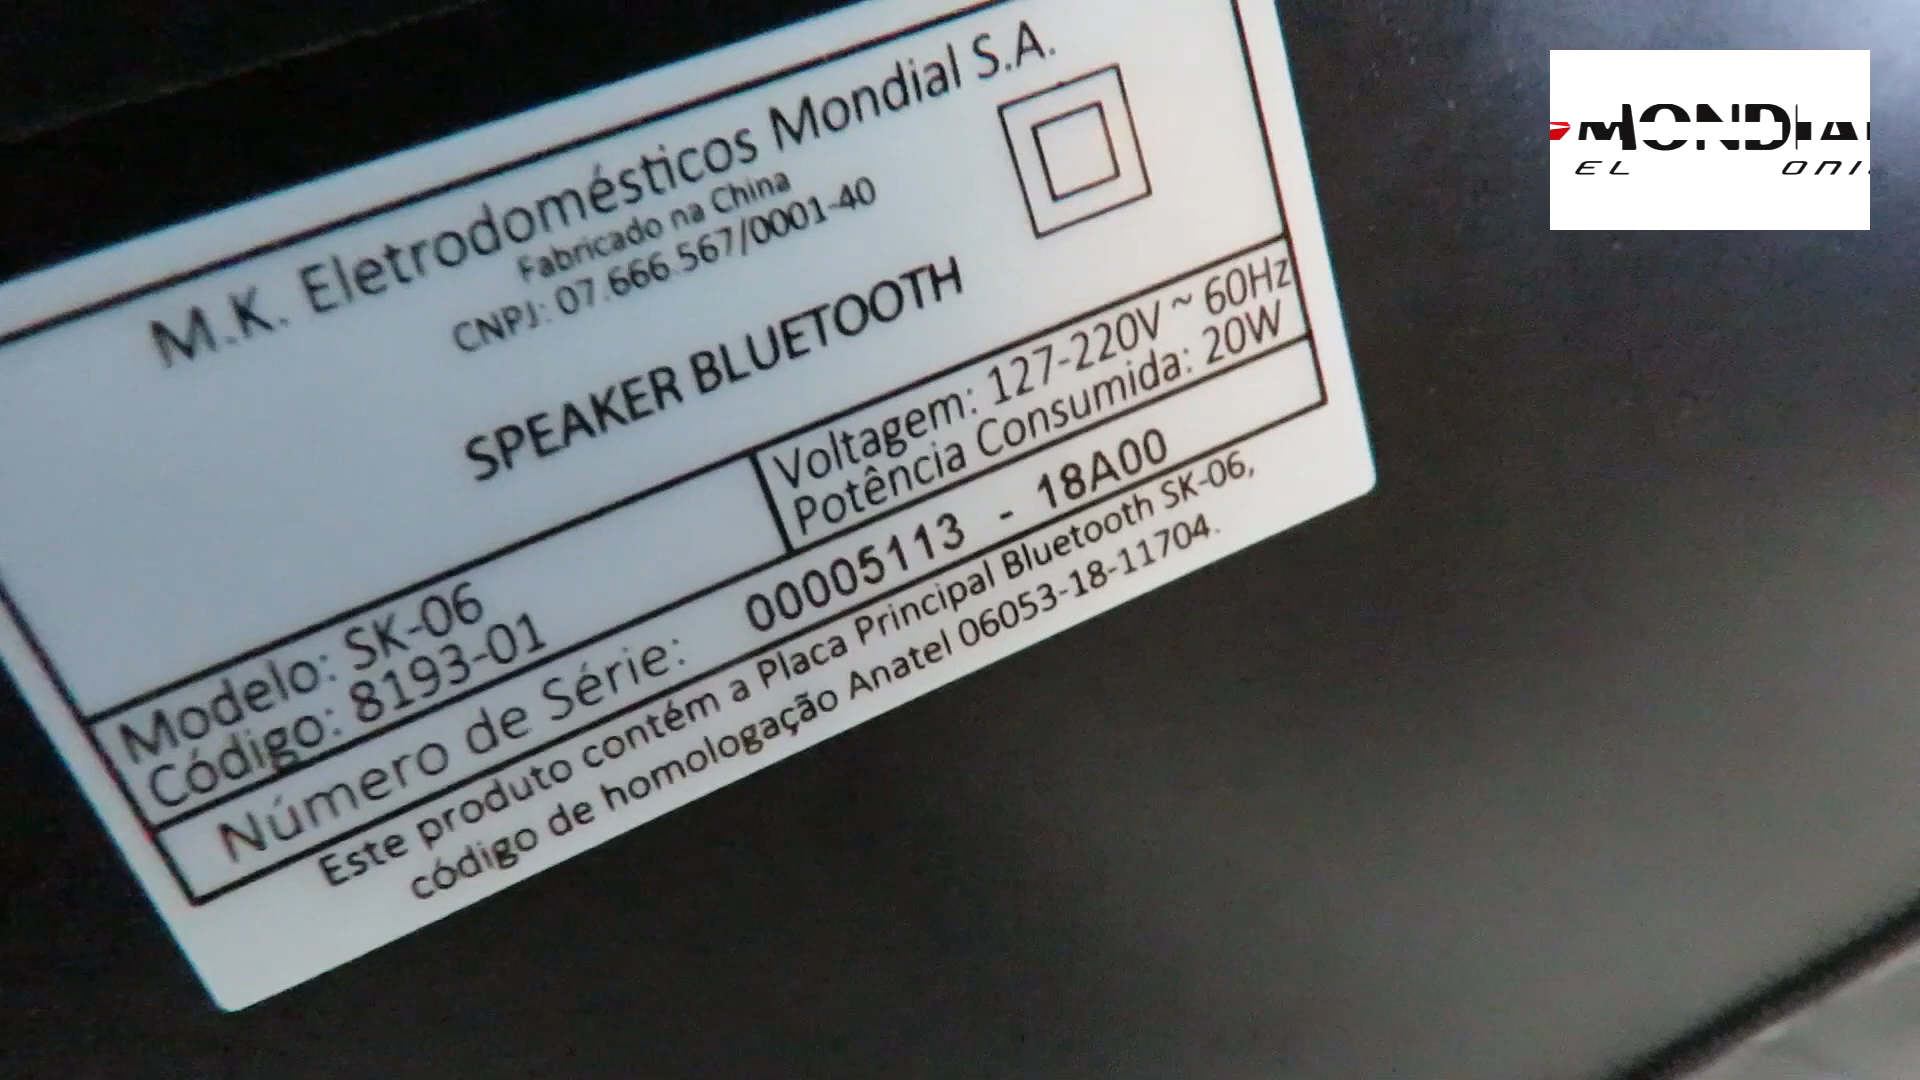 M.K. Eletrodomésticos Mondial S.A.
Fabricado na China
CNPJ: 07.666.567/0001-40
SPEAKER BLUETOOTH
Voltagem: 127-220V ~ 60Hz
Potência Consumida: 20W
Modelo: SK-06
Código: 8193-01
Número de Série: 00005113 - 18A00
Este produto contém a Placa Principal Bluetooth SK-06,
código de homologação Anatel 06053-18-11704.
MONDIAL